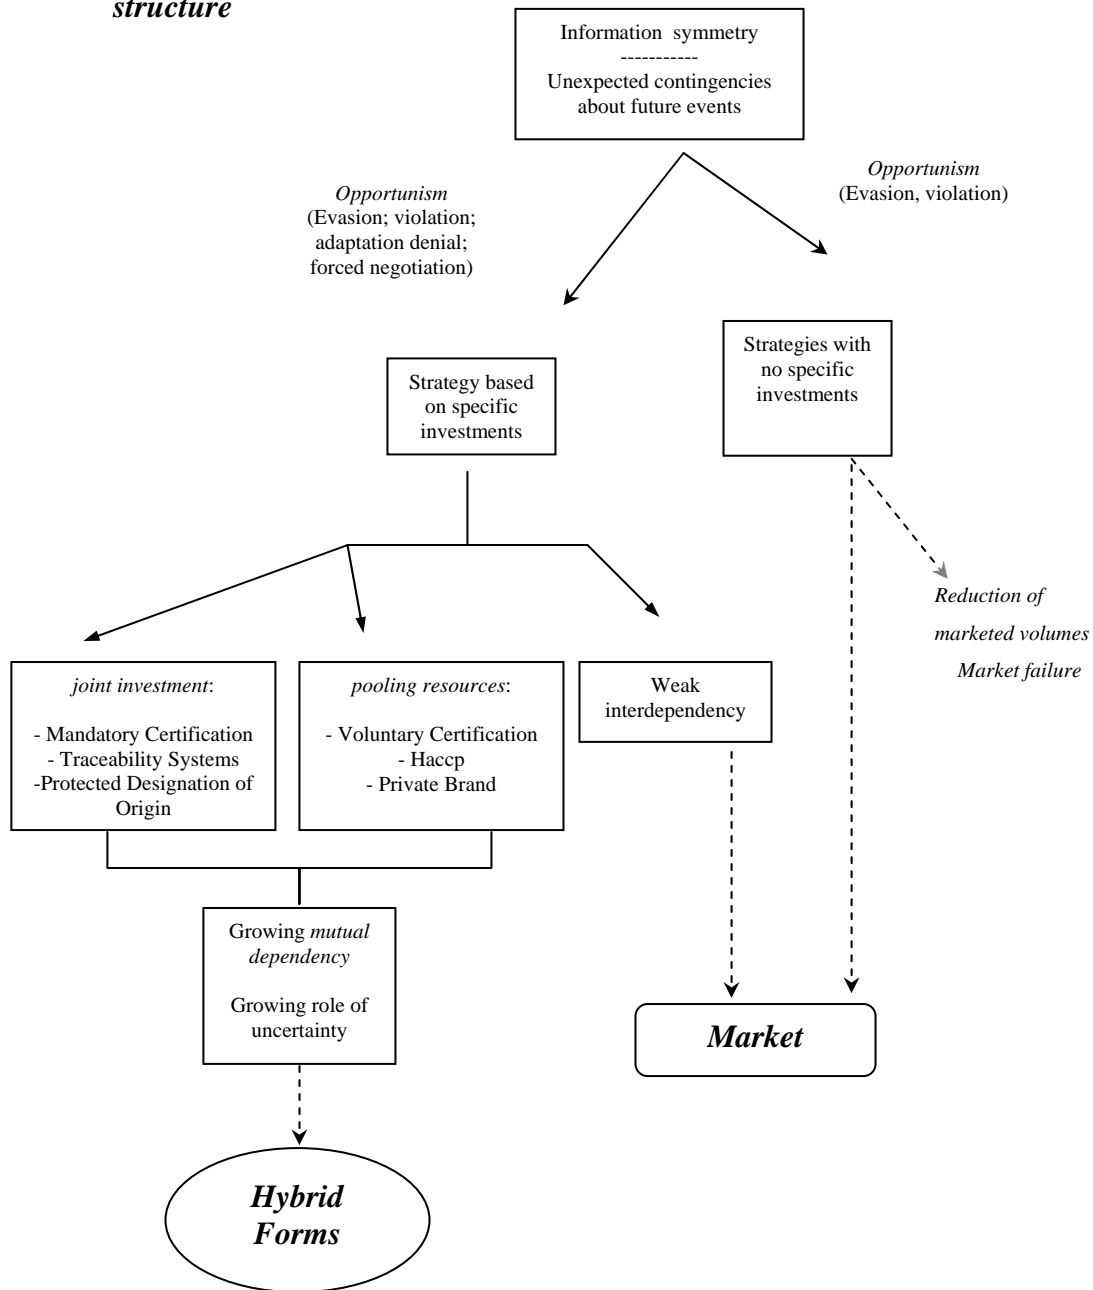 structure
Information symmetry
-----------
Unexpected contingencies
about future events
Opportunism
(Evasion, violation)
Opportunism
(Evasion; violation;
adaptation denial;
forced negotiation)
Strategies with
no specific
investments
Strategy based
on specific
investments
Reduction of
marketed volumes
Market failure
joint investment:
- Mandatory Certification
- Traceability Systems
-Protected Designation of
Origin
pooling resources:
- Voluntary Certification
- Haccp
- Private Brand
Weak
interdependency
Growing mutual
dependency
Growing role of
uncertainty
Market
Hybrid
Forms